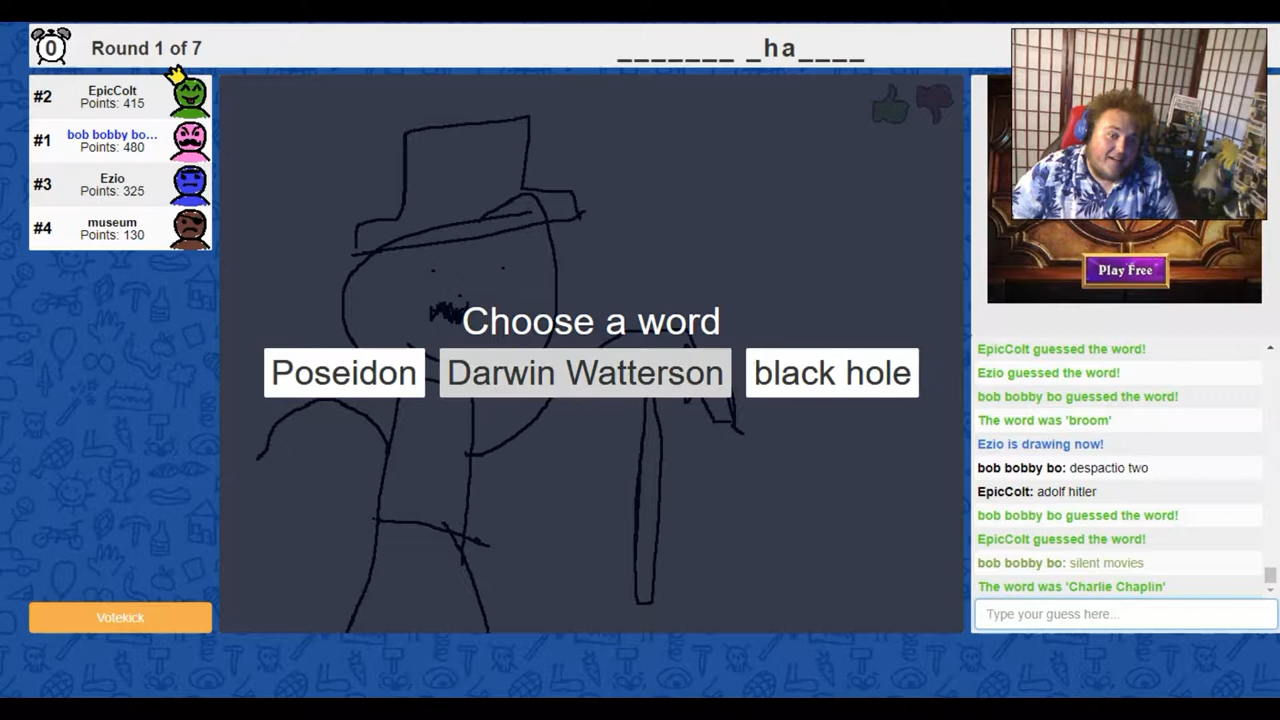 0
Round 1 of 7
_______ _ha____
#2
EpicColt
Points: 415
#1
bob bobby bo...
Points: 480
#3
Ezio
Points: 325
#4
museum
Points: 130
Votekick
Choose a word
Poseidon
Darwin Watterson
black hole
Play Free
EpicColt guessed the word!
Ezio guessed the word!
bob bobby bo guessed the word!
The word was 'broom'
Ezio is drawing now!
bob bobby bo: despactio two
EpicColt: adolf hitler
bob bobby bo guessed the word!
EpicColt guessed the word!
bob bobby bo: silent movies
The word was 'Charlie Chaplin'
Type your guess here...